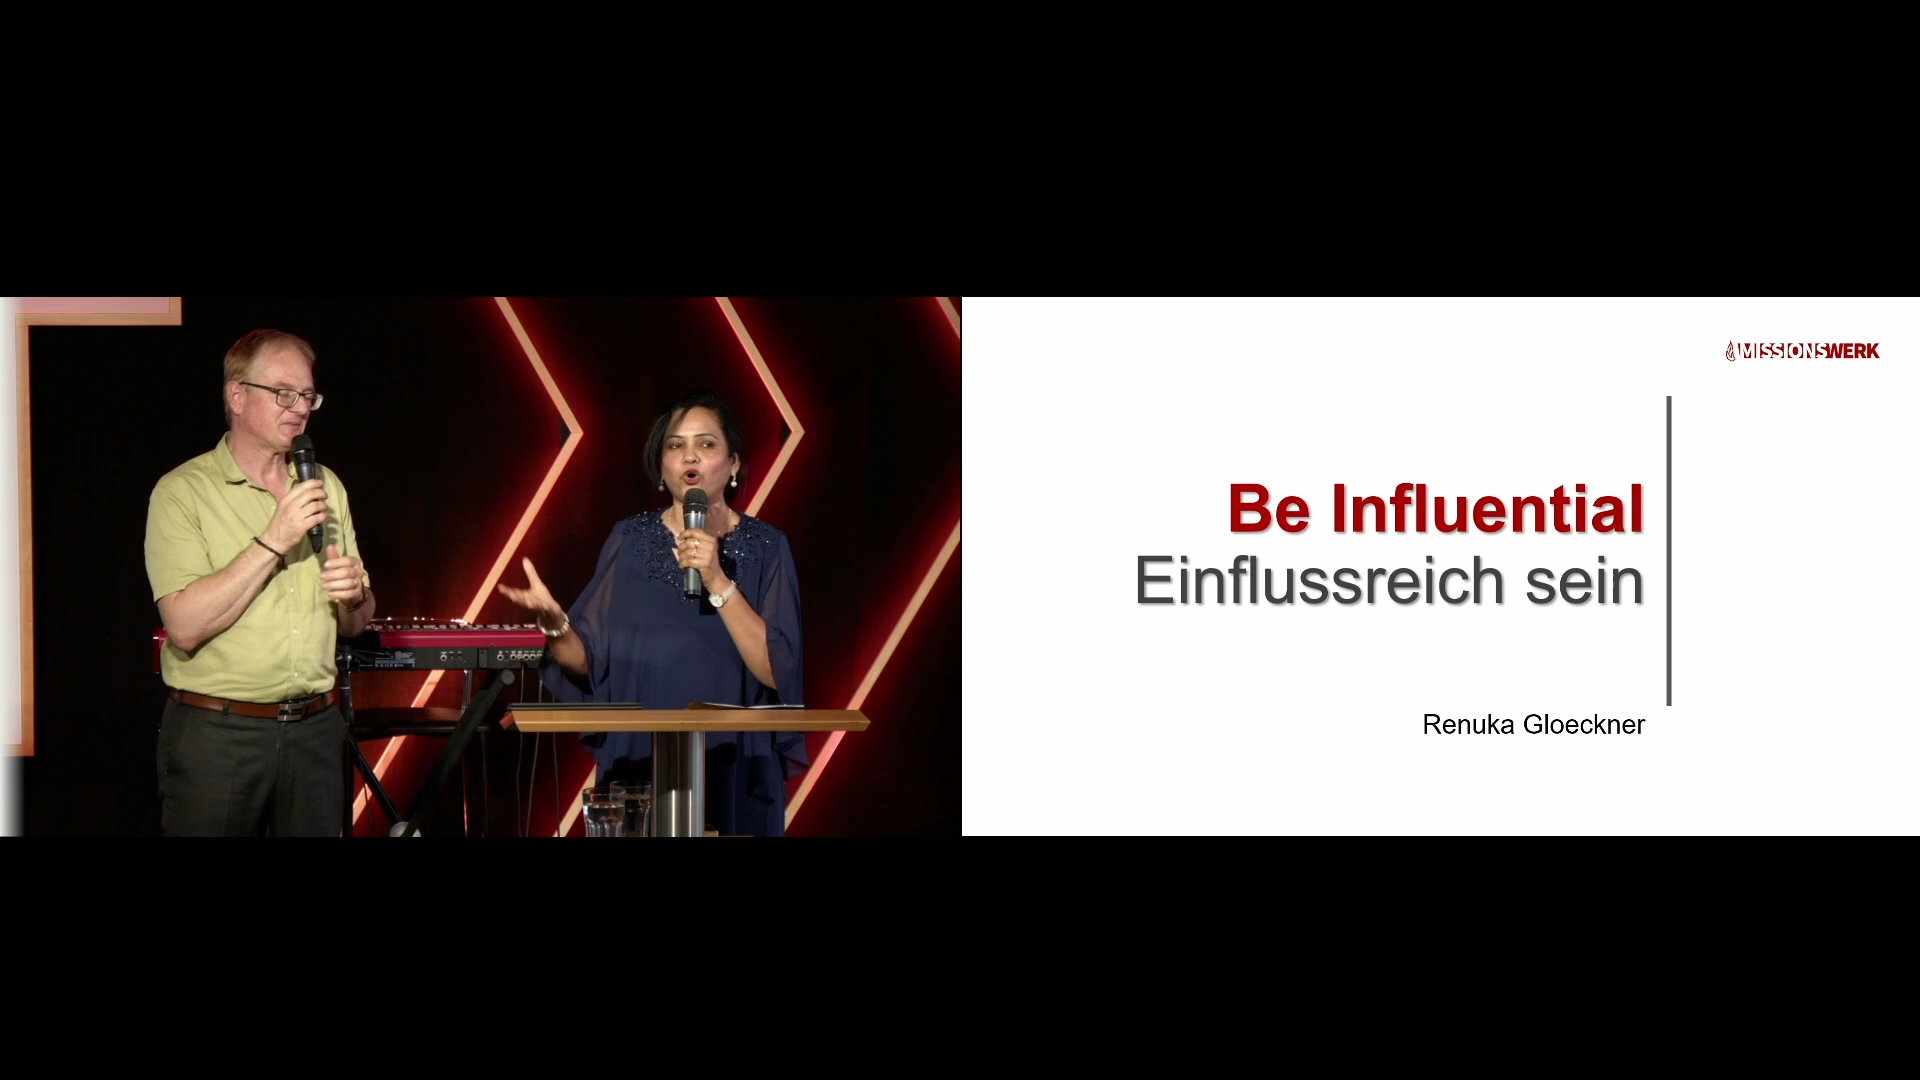 MISSIONSWERK
Be Influential
Einflussreich sein
Renuka Gloeckner